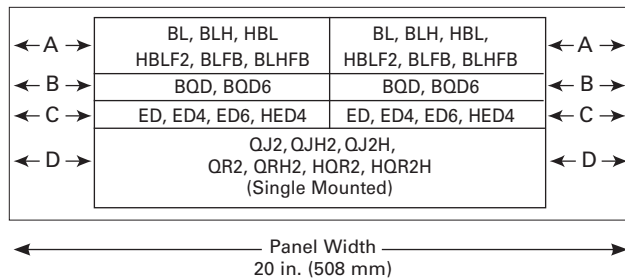 A BL, BLH, HBL BL, BLH, HBL, A
HBLF2, BLFB, BLHFB HBLF2, BLFB, BLHFB
B BQD, BQD6 BQD, BQD6 B
C ED, ED4, ED6, HED4 ED, ED4, ED6, HED4 C
D QJ2, QJH2, QJ2H, D
QR2, QRH2, HQR2, HQR2H
(Single Mounted)
Panel Width
20 in. (508 mm)